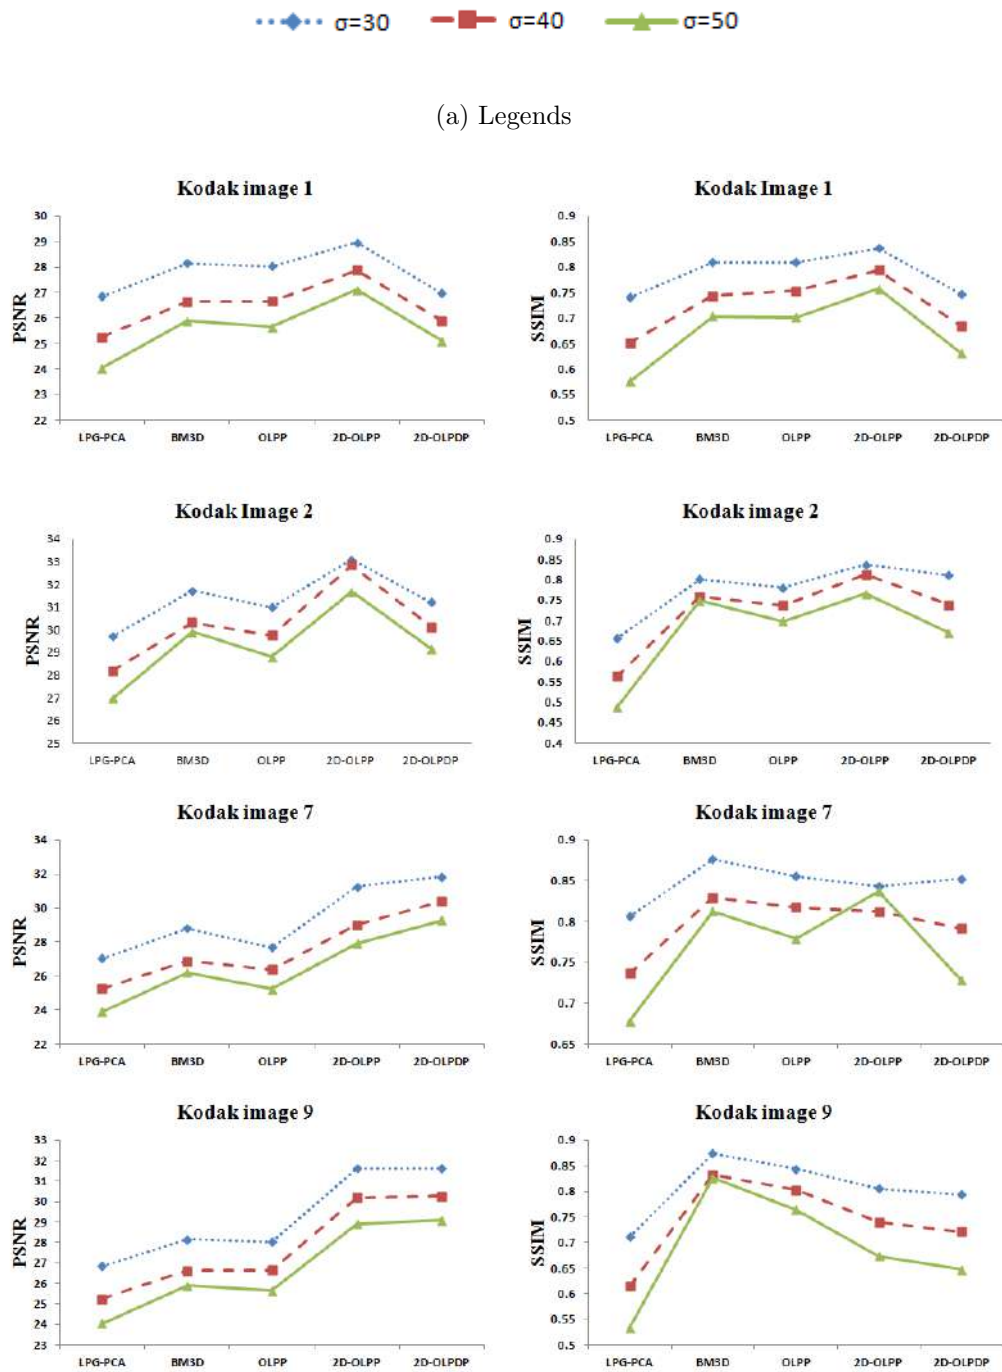 σ=30 σ=40 σ=50
(a) Legends
Kodak image 1
30
29
28
27
26
25
24
23
22
PSNR
LPG-PCA BM3D OLPP 2D-OLPP 2D-OLPDP
Kodak Image 1
0.9
0.85
0.8
0.75
0.7
0.65
0.6
0.55
0.5
SSIM
LPG-PCA BM3D OLPP 2D-OLPP 2D-OLPDP
Kodak Image 2
34
33
32
31
30
29
28
27
26
25
PSNR
LPG-PCA BM3D OLPP 2D-OLPP 2D-OLPDP
Kodak image 2
0.9
0.85
0.8
0.75
0.7
0.65
0.6
0.55
0.5
0.45
0.4
SSIM
LPG-PCA BM3D OLPP 2D-OLPP 2D-OLPDP
Kodak image 7
34
32
30
28
26
24
22
PSNR
LPG-PCA BM3D OLPP 2D-OLPP 2D-OLPDP
Kodak image 7
0.9
0.85
0.8
0.75
0.7
0.65
SSIM
LPG-PCA BM3D OLPP 2D-OLPP 2D-OLPDP
Kodak image 9
33
32
31
30
29
28
27
26
25
24
23
PSNR
LPG-PCA BM3D OLPP 2D-OLPP 2D-OLPDP
Kodak image 9
0.9
0.85
0.8
0.75
0.7
0.65
0.6
0.55
0.5
SSIM
LPG-PCA BM3D OLPP 2D-OLPP 2D-OLPDP